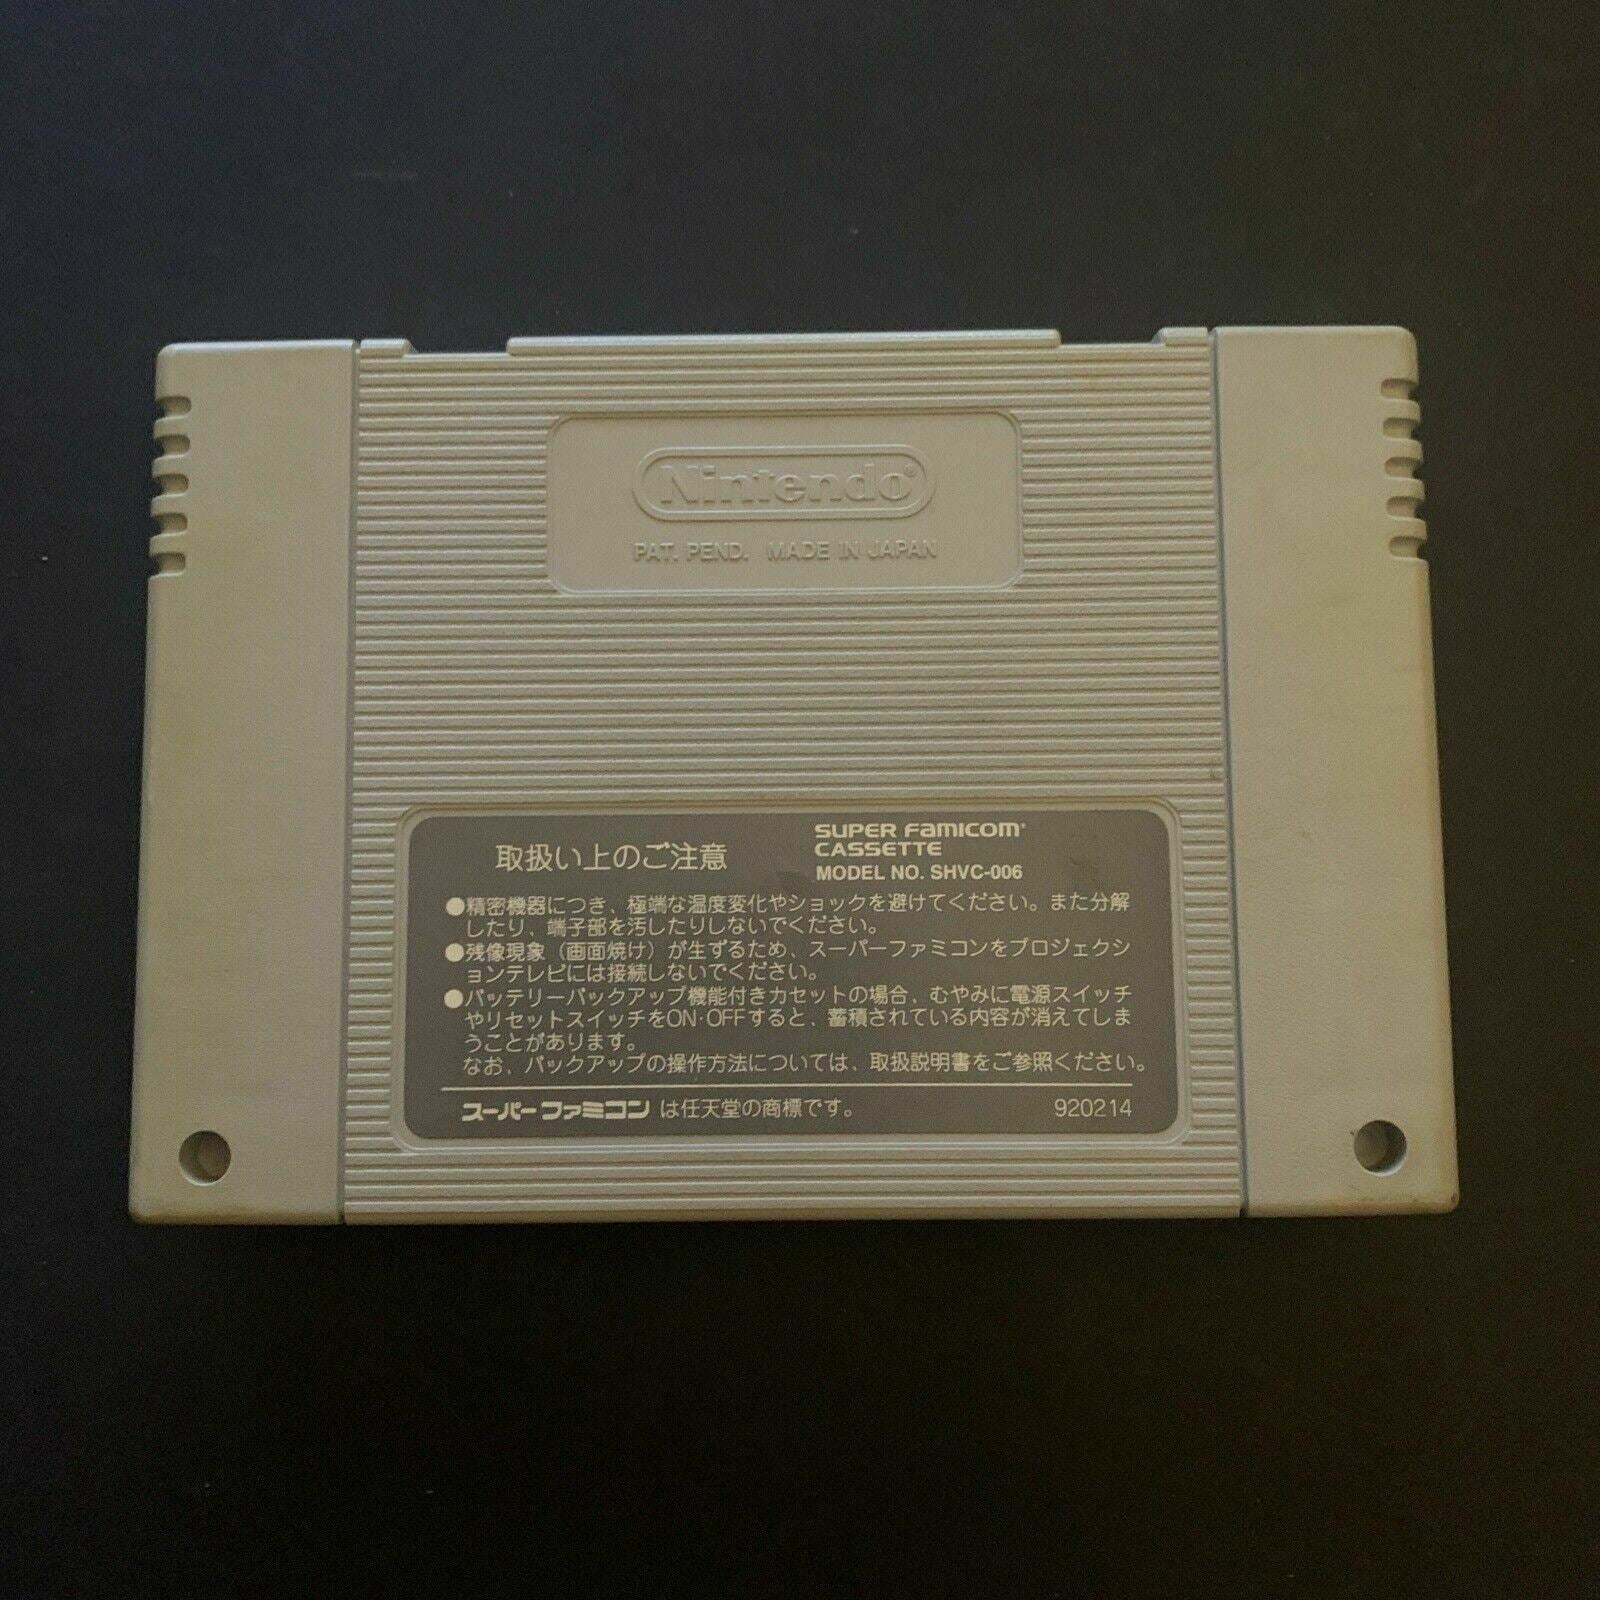 Nintendo®
PAT. PEND. MADE IN JAPAN
取扱い上のご注意
SUPER FAMICOM®
CASSETTE
MODEL NO. SHVC-006
●精密機器につき、極端な温度変化やショックを避けてください。また分解
したり、端子部を汚したりしないでください。
●残像現象（画面焼け）が生ずるため、スーパーファミコンをプロジェクシ
ョンテレビには接続しないでください。
●バッテリーバックアップ機能付きカセットの場合、むやみに電源スイッチ
やリセットスイッチをON·OFFすると、蓄積されている内容が消えてしま
うことがあります。
なお、バックアップの操作方法については、取扱説明書をご参照ください。
スーパーファミコン は任天堂の商標です。
920214